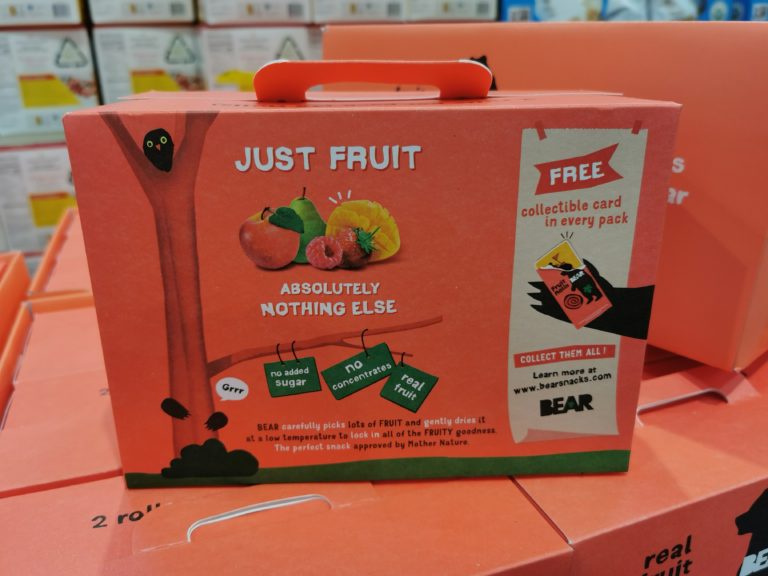 JUST FRUIT
ABSOLUTELY
NOTHING ELSE
no added
sugar
no
concentrates
real
fruit
Grrr
BEAR carefully picks lots of FRUIT and gently dries it
at a low temperature to lock in all of the FRUITY goodness.
The perfect snack approved by Mother Nature.
FREE
collectible card
in every pack
Fruit
Rolls
BEAR
COLLECT THEM ALL!
Learn more at
www.bearsnacks.com
BEAR
2
real
fruit
BEAR